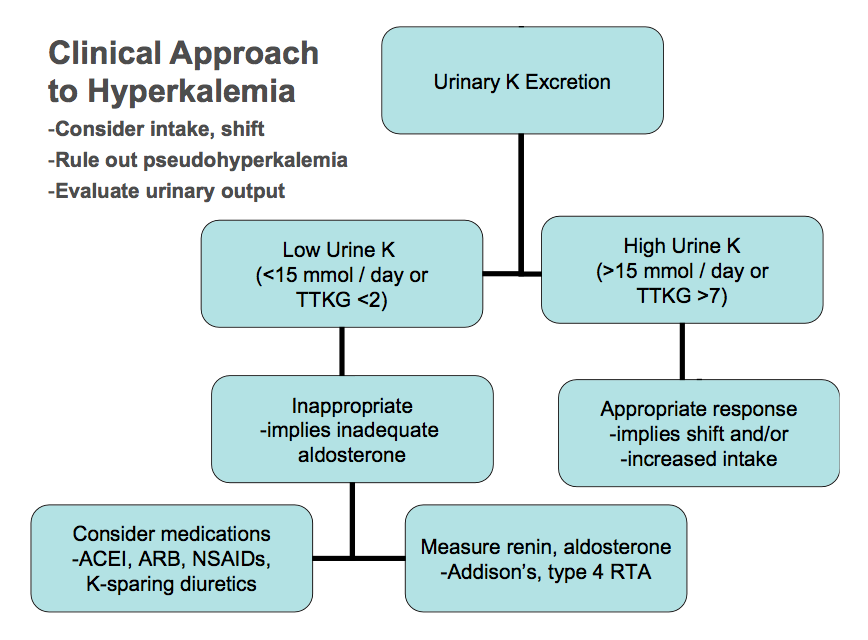 Clinical Approach
to Hyperkalemia
-Consider intake, shift
-Rule out pseudohyperkalemia
-Evaluate urinary output
Urinary K Excretion
Low Urine K
(<15 mmol / day or
TTKG <2)
High Urine K
(>15 mmol / day or
TTKG >7)
Inappropriate
-implies inadequate
aldosterone
Appropriate response
-implies shift and/or
-increased intake
Consider medications
-ACEI, ARB, NSAIDs,
K-sparing diuretics
Measure renin, aldosterone
-Addison's, type 4 RTA